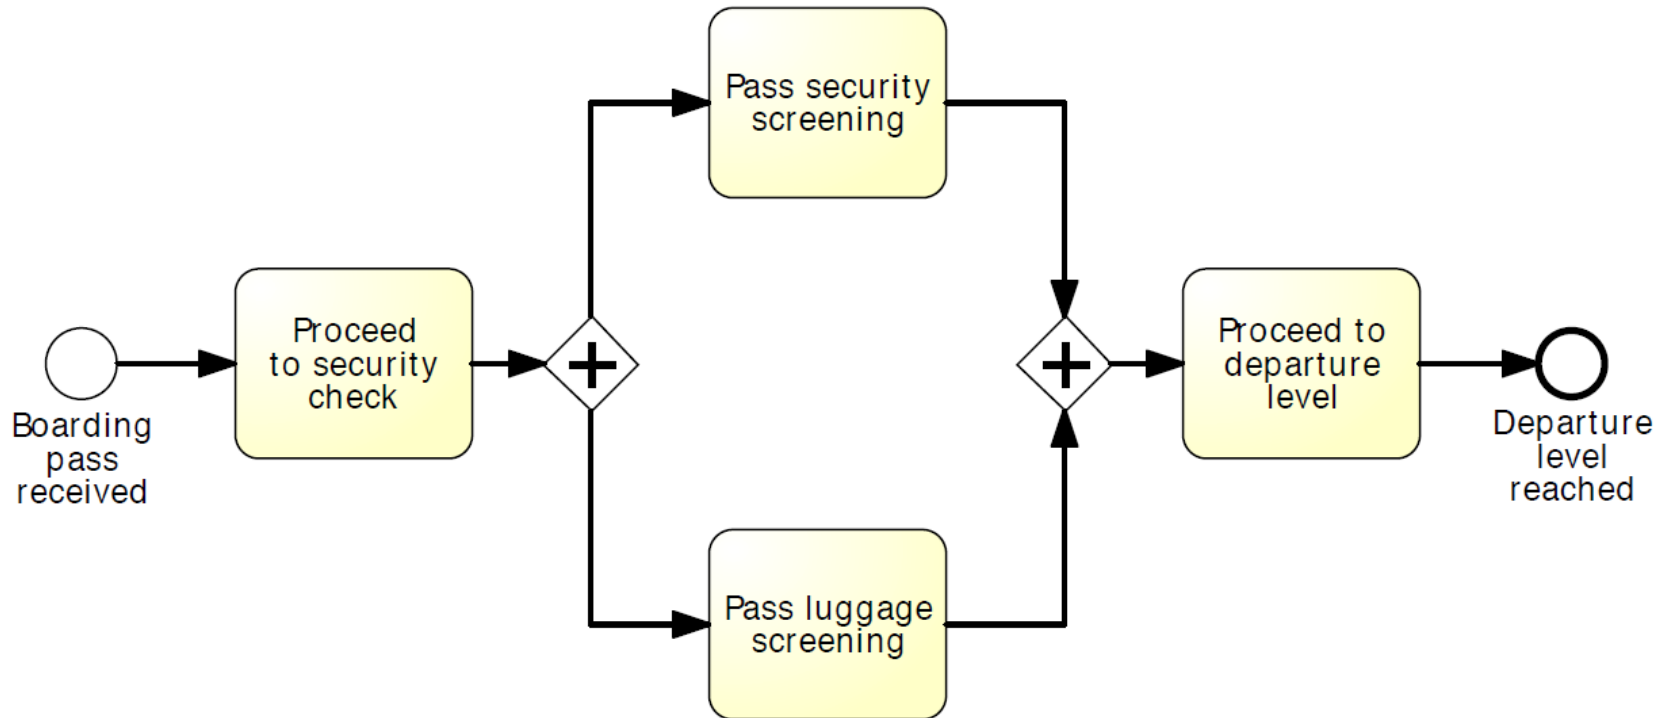 Boarding
pass
received
Proceed
to security
check
Pass security
screening
Pass luggage
screening
Proceed to
departure
level
Departure
level
reached